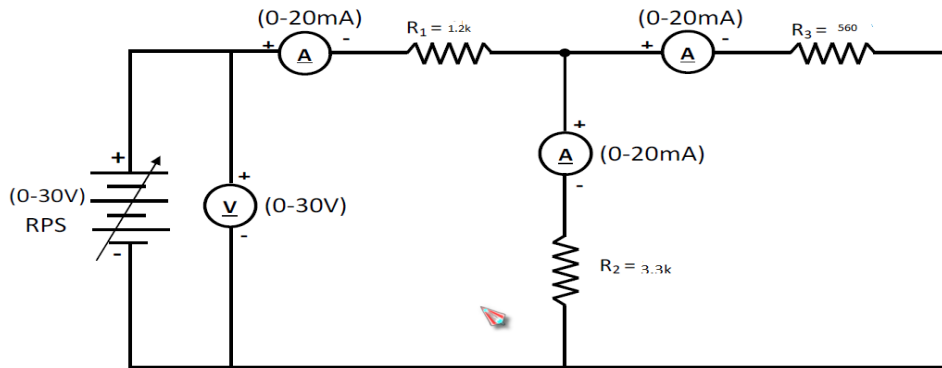 (0-20mA)
+ A -
R₁ = 1.2k
(0-20mA)
+ A -
R₃ = 560
+
A (0-20mA)
-
+
(0-30V)
RPS
-
+
V (0-30V)
-
R₂ = 3.3k